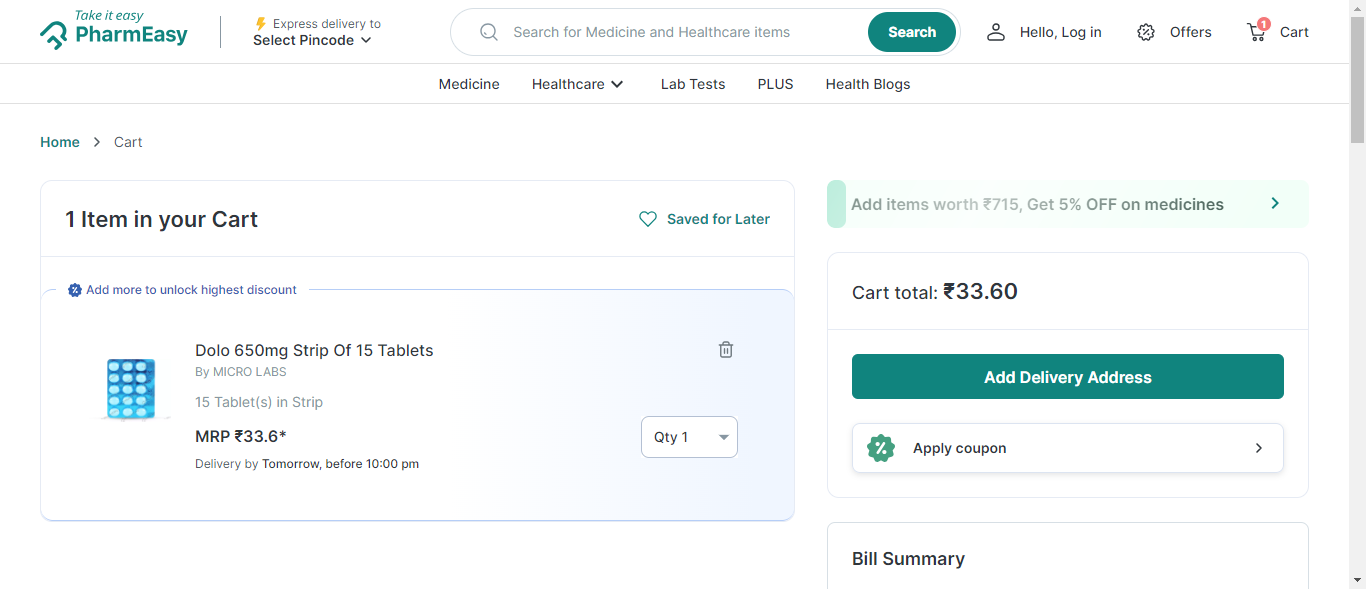 Take it easy
PharmEasy
Express delivery to
Select Pincode
Search for Medicine and Healthcare items
Search
Hello, Log in
Offers
1
Cart
Medicine
Healthcare
Lab Tests
PLUS
Health Blogs
Home
Cart
1 Item in your Cart
Saved for Later
Add items worth ₹715, Get 5% OFF on medicines
Add more to unlock highest discount
Cart total: ₹33.60
Dolo 650mg Strip Of 15 Tablets
By MICRO LABS
15 Tablet(s) in Strip
MRP ₹33.6*
Qty 1
Delivery by Tomorrow, before 10:00 pm
Add Delivery Address
Apply coupon
Bill Summary